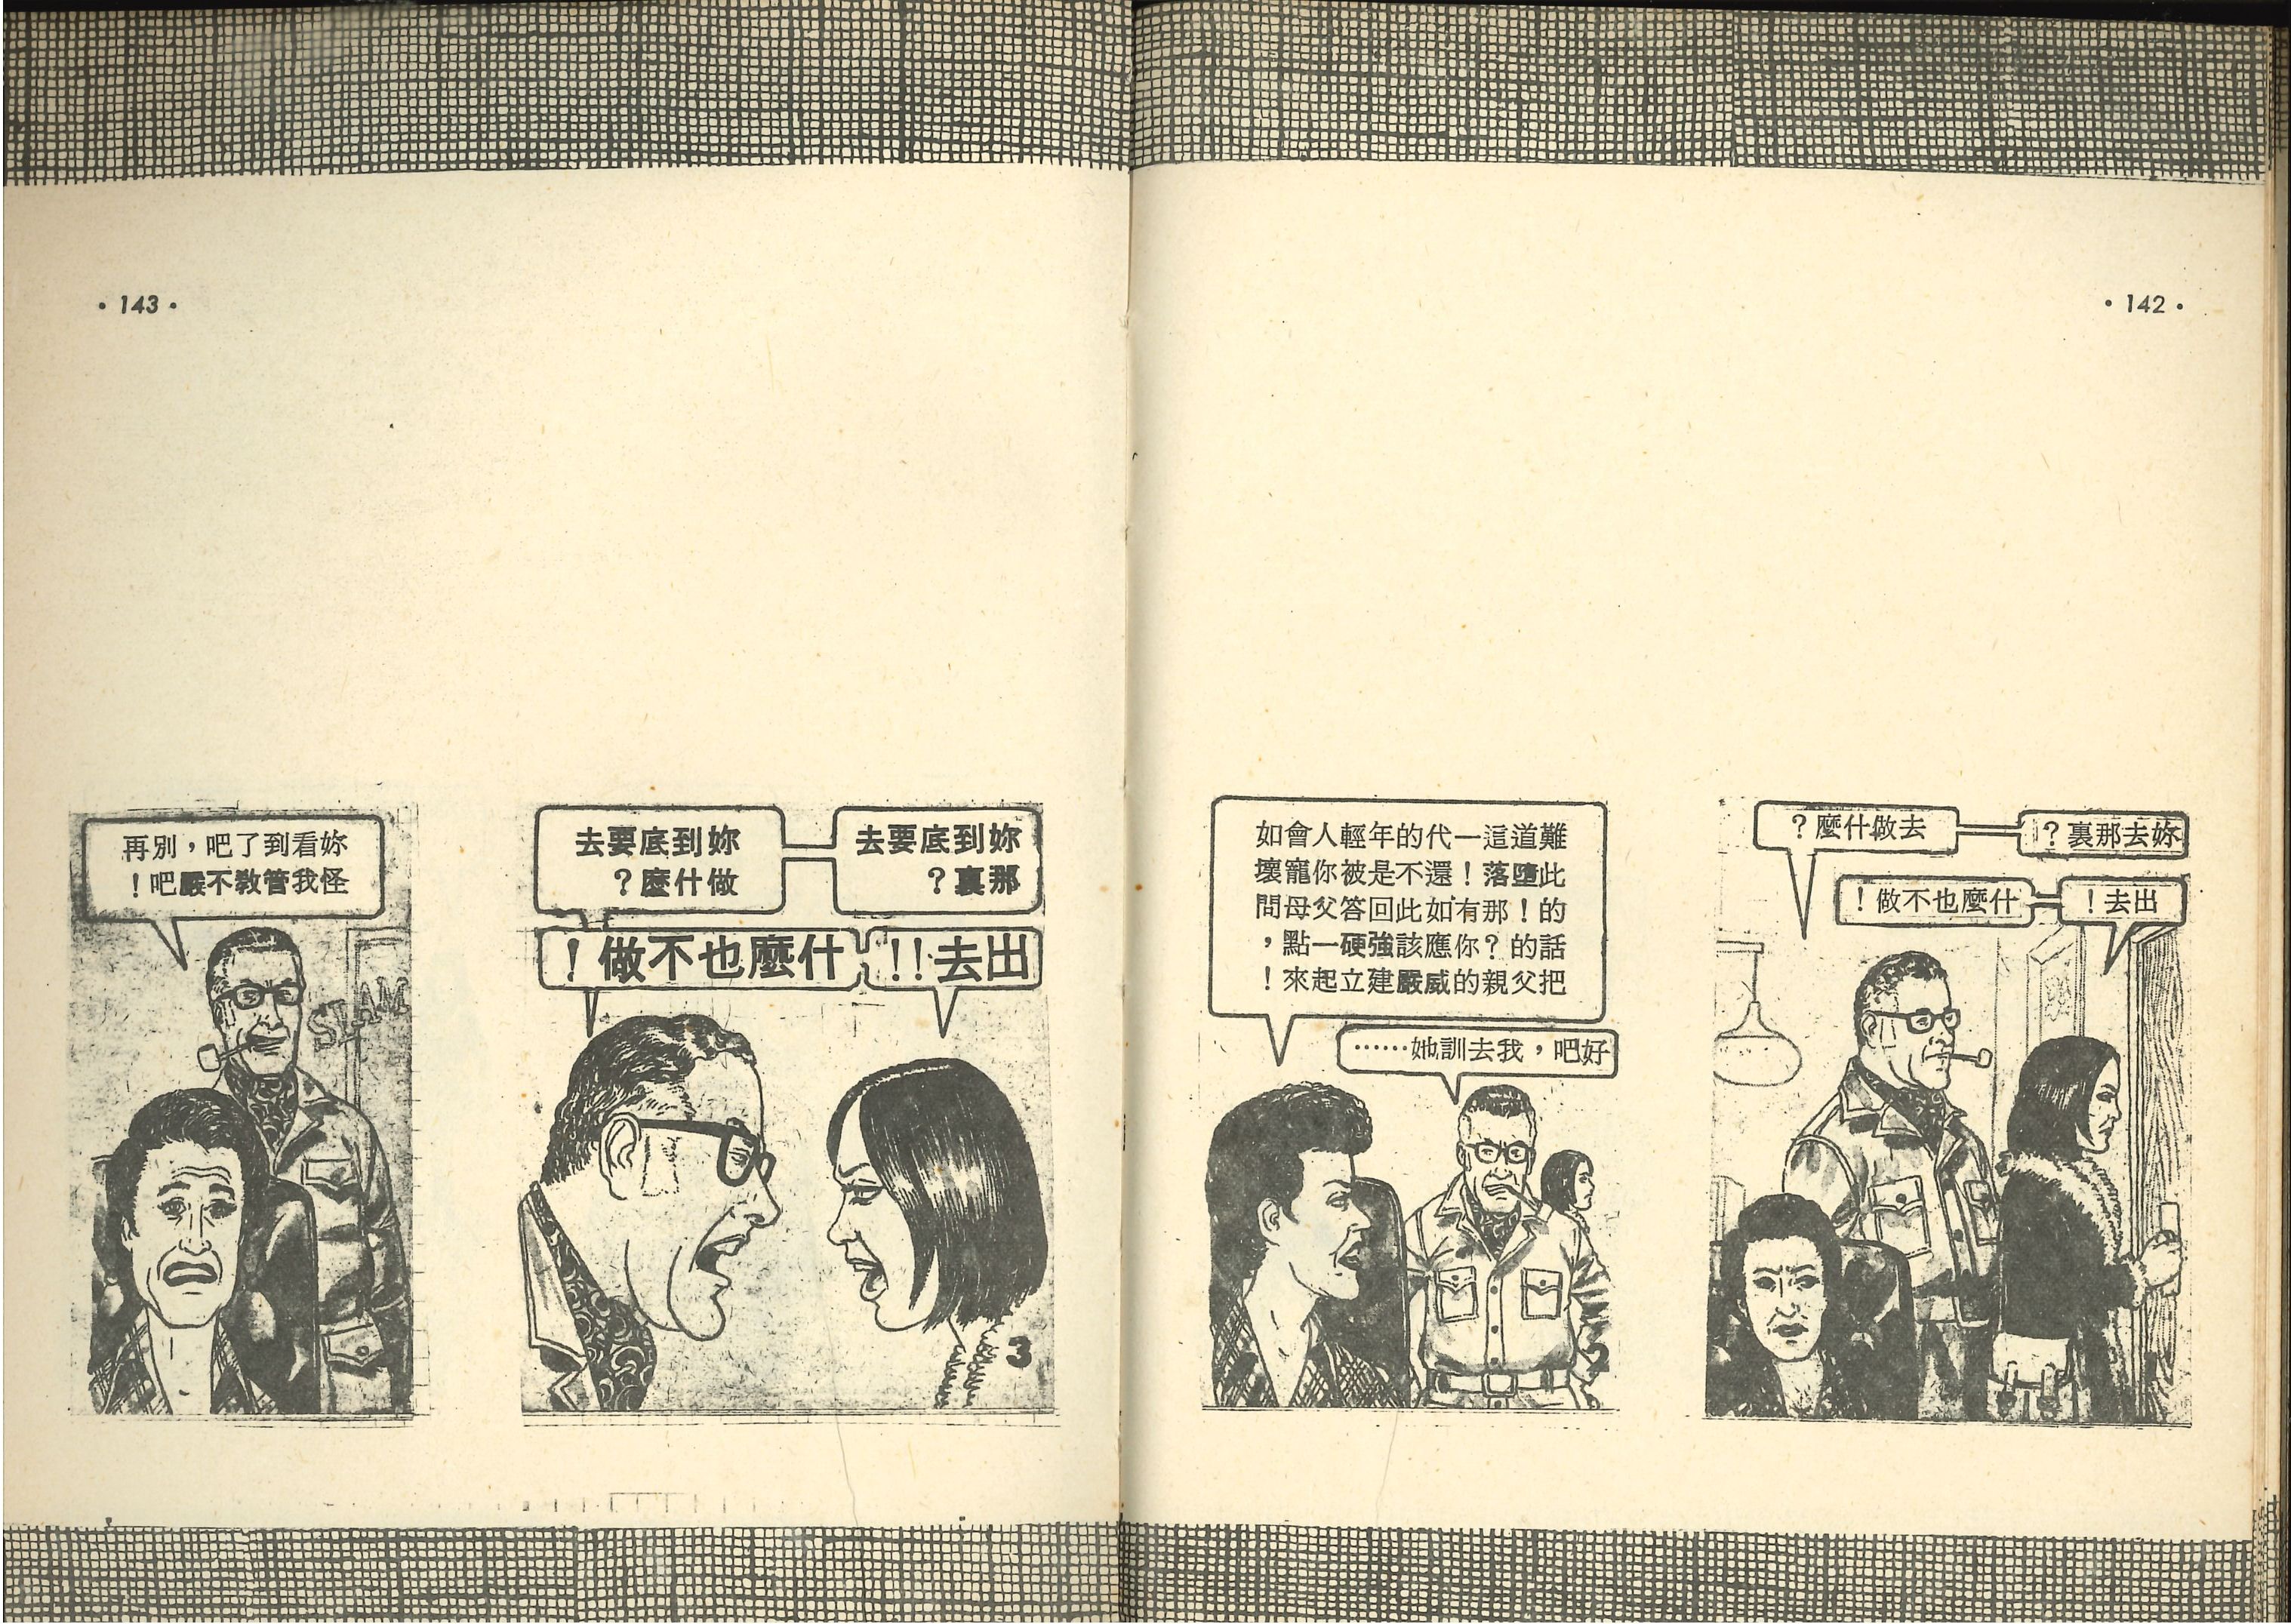 • 142 •
妳去那裏?
去做什麼?
出去!
什麼也不做!
難道這一代的年輕人會如
此墮落!還不是被你寵壞
的!那有如此回答父母問
話的?你應該強硬一點,
把父親的威嚴建立起來!
好吧,我去訓她……
• 143 •
妳到底要去
那裏?
妳到底要去
做什麼?
出去!!
什麼也不做!
3
妳看到了吧,別再
怪我管教不嚴吧!
SLAM